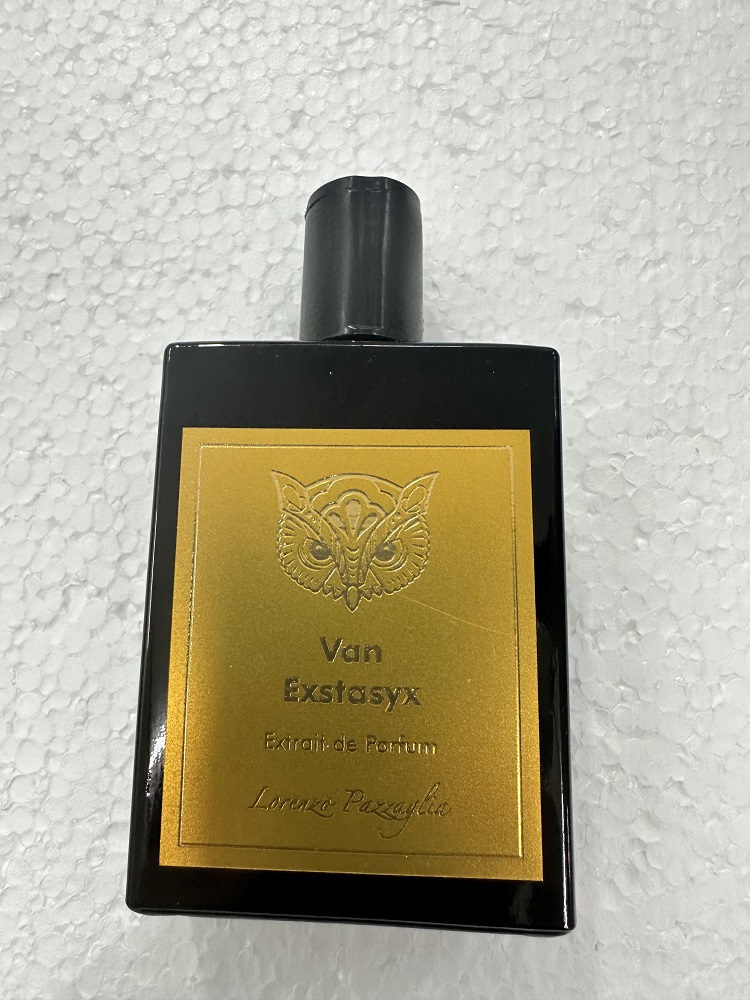 Van
Exstasyx
Extrait de Parfum
Lorenzo Pazzaglia